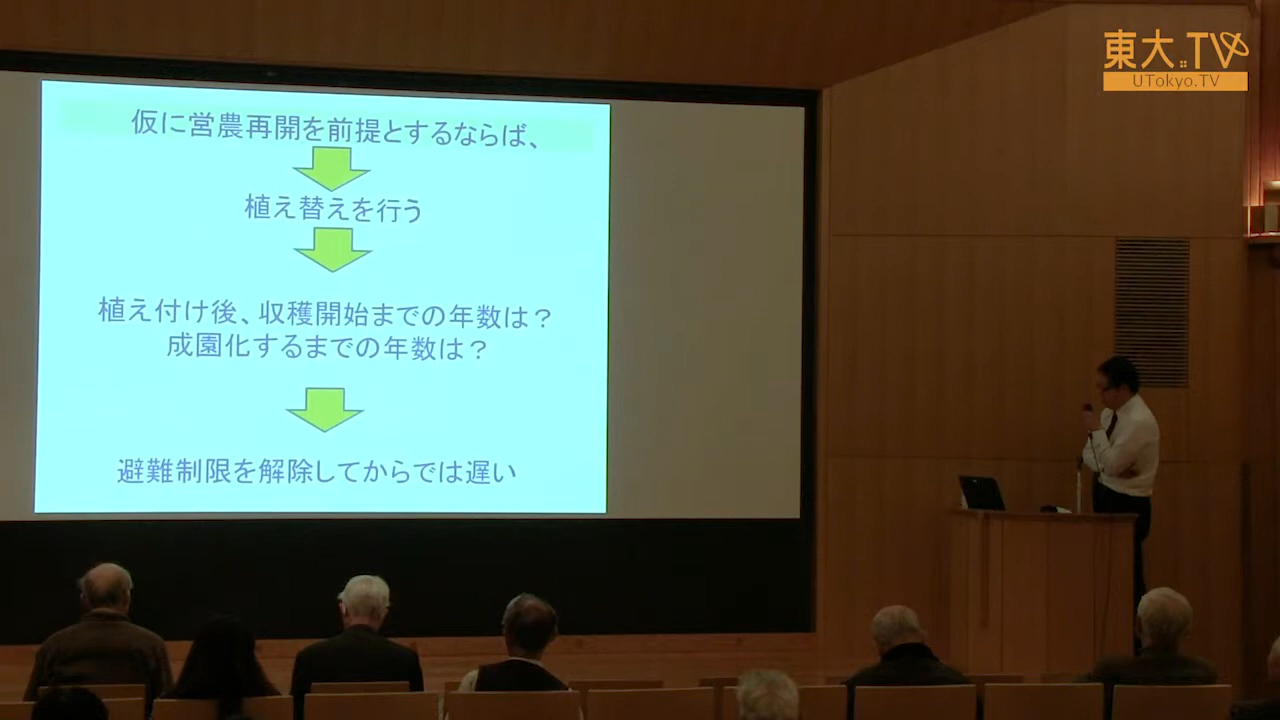 仮に営農再開を前提とするならば、
植え替えを行う
植え付け後、収穫開始までの年数は？
成園化するまでの年数は？
避難制限を解除してからでは遅い
東大TV
UTokyo.TV